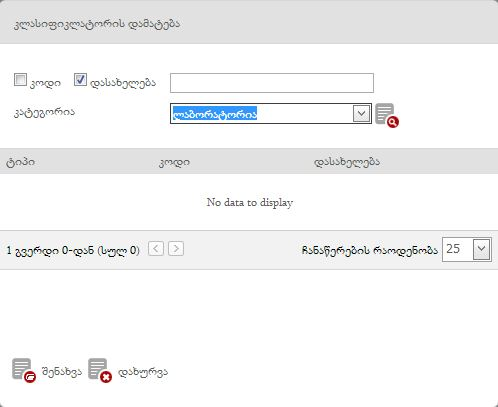 კლასიფიკლატორის დამატება
კოდი დასახელება
კატეგორია ლაბორატორია
ტიპი კოდი დასახელება
No data to display
1 გვერდი 0-დან (სულ 0) ჩანაწერების რაოდენობა 25
შენახვა დახურვა